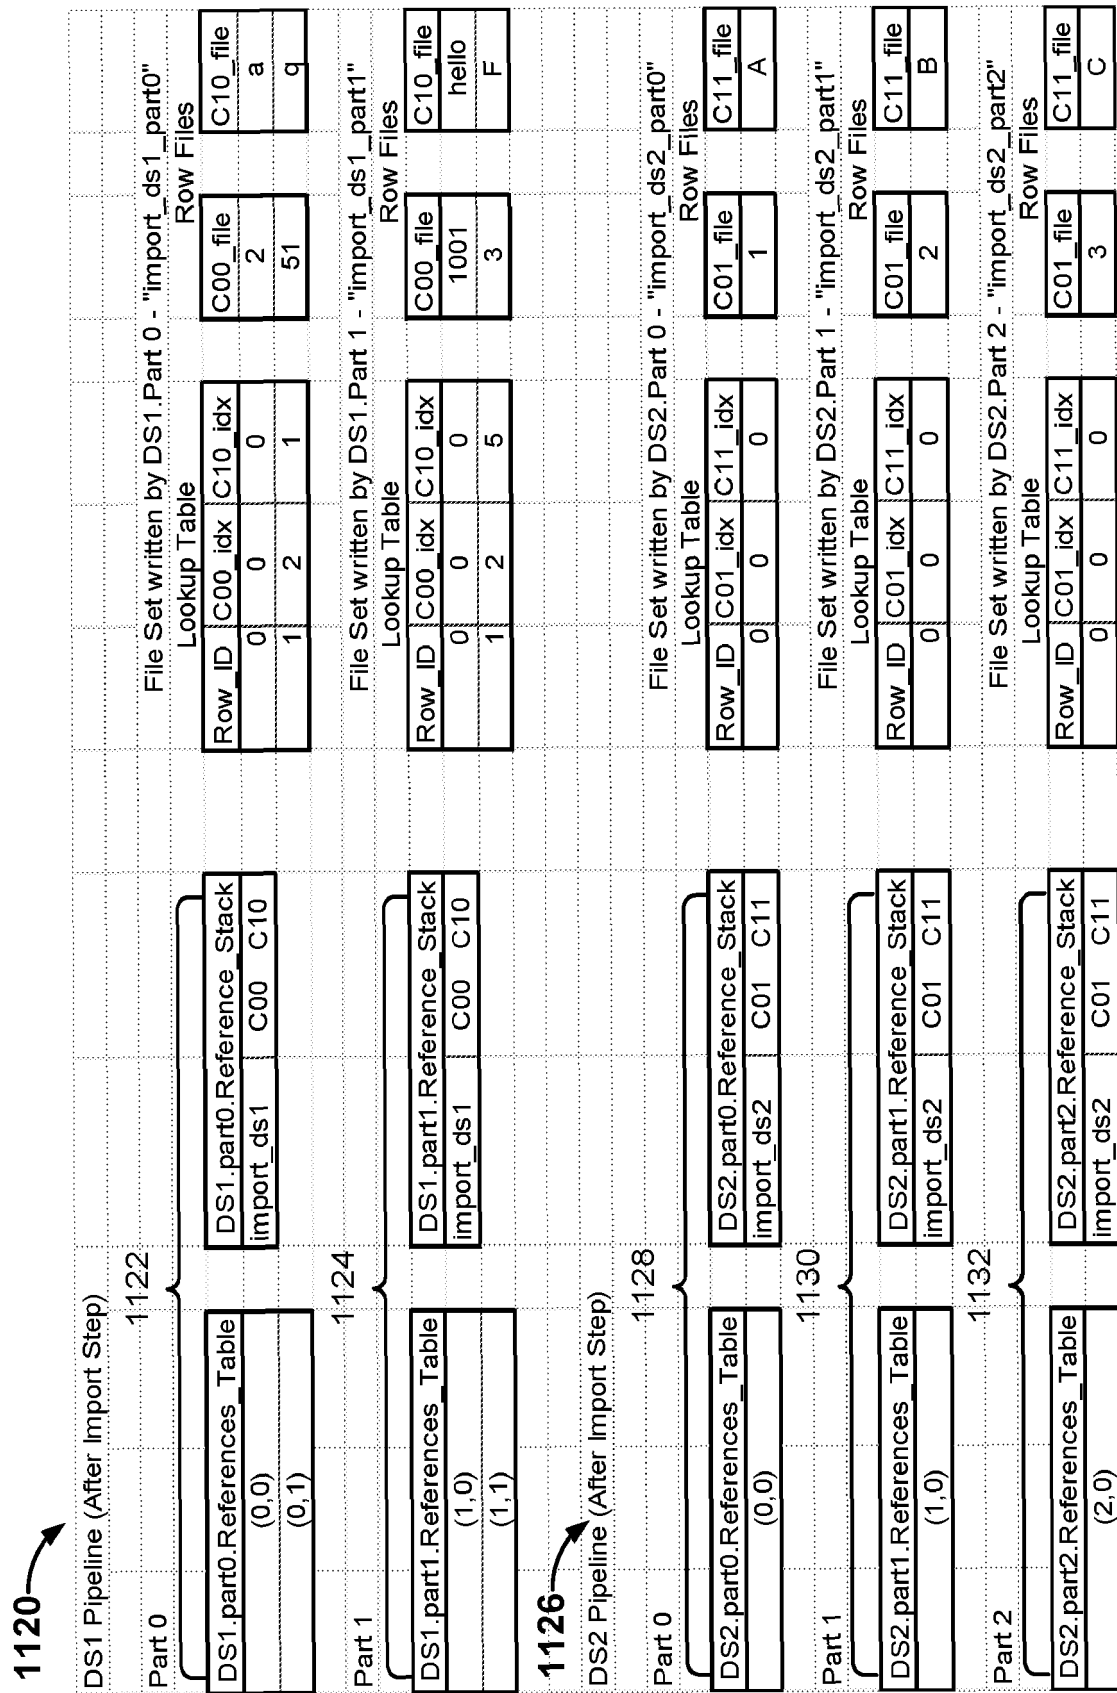 1120
DS1 Pipeline (After Import Step)
Part 0
1122
File Set written by DS1.Part 0 - "import_ds1_part0"
Lookup Table Row Files
DS1.part0.References_Table DS1.part0.Reference_Stack Row_ID C00_idx C10_idx C00_file C10_file
(0,0) import_ds1 C00 C10 0 0 0 2 a
(0,1) 1 2 1 51 q
Part 1
1124
File Set written by DS1.Part 1 - "import_ds1_part1"
Lookup Table Row Files
DS1.part1.References_Table DS1.part1.Reference_Stack Row_ID C00_idx C10_idx C00_file C10_file
(1,0) import_ds1 C00 C10 0 0 0 1001 hello
(1,1) 1 2 5 3 F
1126
DS2 Pipeline (After Import Step)
Part 0
1128
File Set written by DS2.Part 0 - "import_ds2_part0"
Lookup Table Row Files
DS2.part0.References_Table DS2.part0.Reference_Stack Row_ID C01_idx C11_idx C01_file C11_file
(0,0) import_ds2 C01 C11 0 0 0 1 A
Part 1
1130
File Set written by DS2.Part 1 - "import_ds2_part1"
Lookup Table Row Files
DS2.part1.References_Table DS2.part1.Reference_Stack Row_ID C01_idx C11_idx C01_file C11_file
(1,0) import_ds2 C01 C11 0 0 0 2 B
Part 2
1132
File Set written by DS2.Part 2 - "import_ds2_part2"
Lookup Table Row Files
DS2.part2.References_Table DS2.part2.Reference_Stack Row_ID C01_idx C11_idx C01_file C11_file
(2,0) import_ds2 C01 C11 0 0 0 3 C